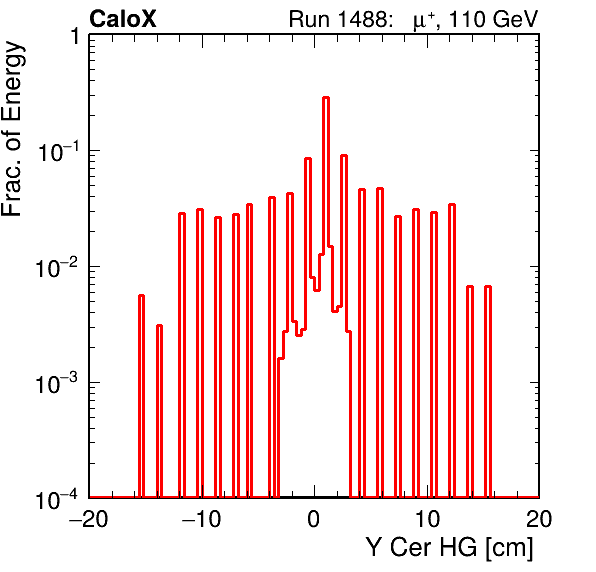 CaloX Run 1488: μ⁺, 110 GeV
Frac. of Energy
1
10⁻¹
10⁻²
10⁻³
10⁻⁴
−20 −10 0 10 20
Y Cer HG [cm]